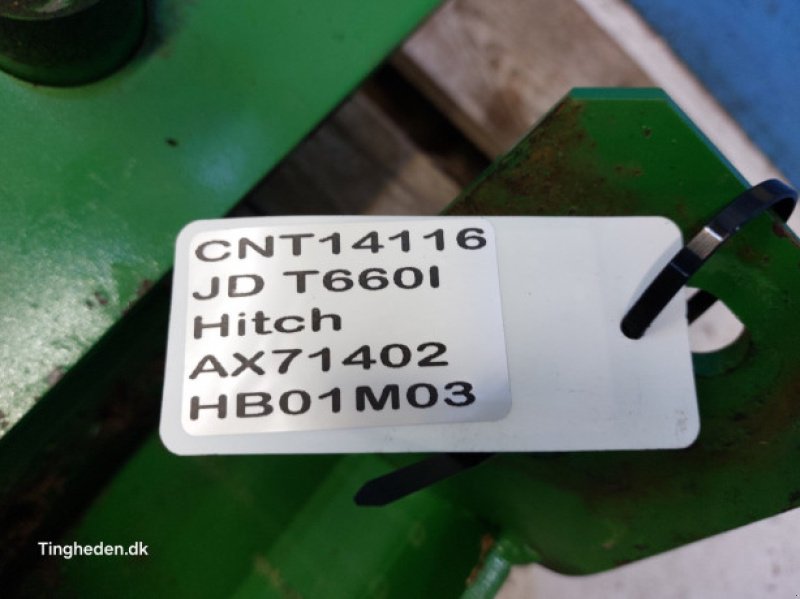 CNT14116
JD T660I
Hitch
AX71402
HB01M03
Tingheden.dk